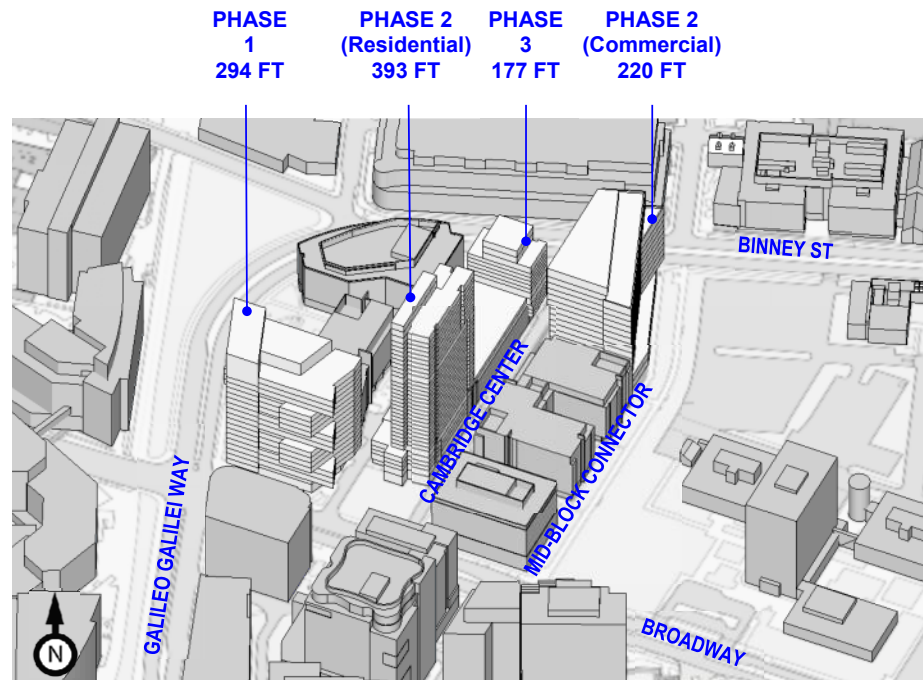 PHASE
1
294 FT
PHASE 2
(Residential)
393 FT
PHASE
3
177 FT
PHASE 2
(Commercial)
220 FT
BINNEY ST
CAMBRIDGE CENTER
MID-BLOCK CONNECTOR
GALILEO GALILEI WAY
BROADWAY
N